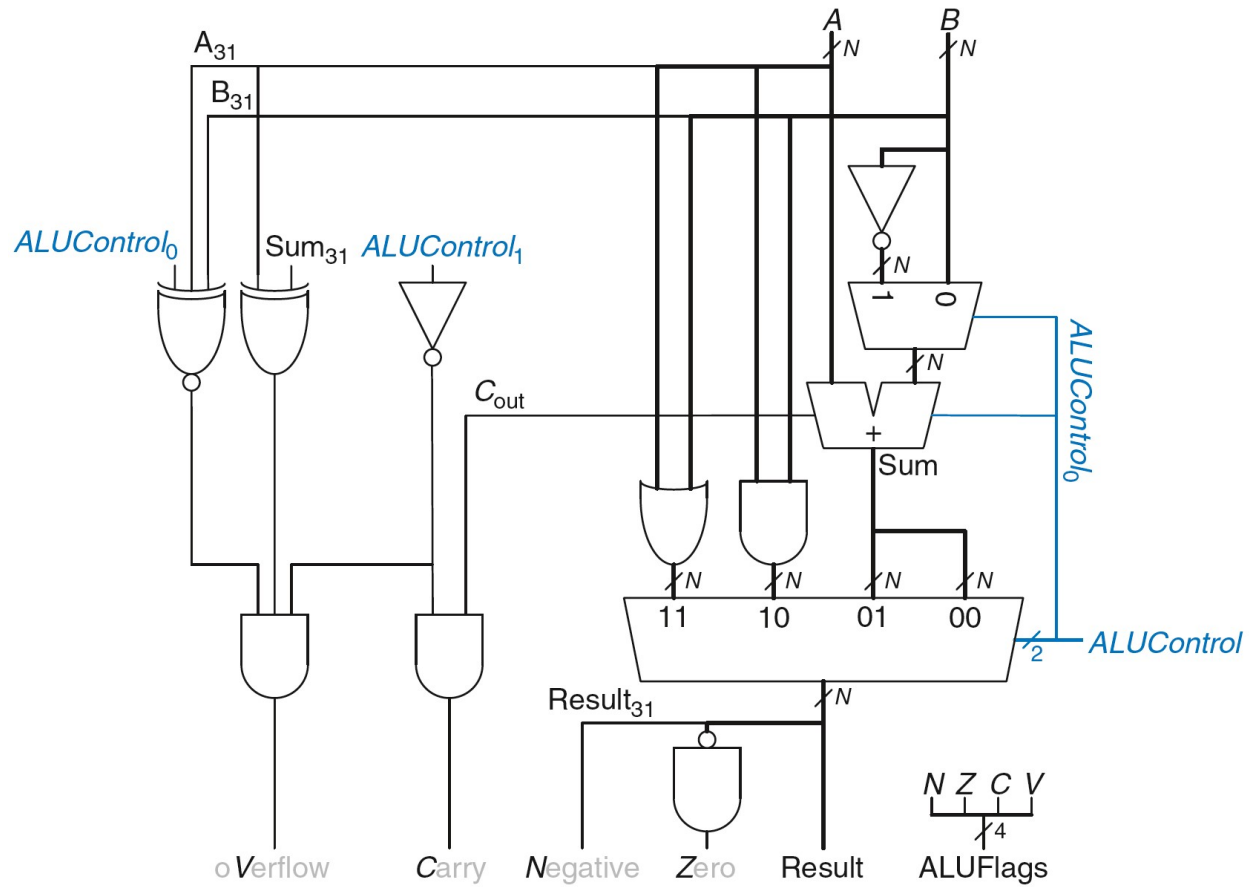 A B
N N
A31
B31
ALUControl0 Sum31 ALUControl1
N
1 0
ALUControl0
N
Cout
+
Sum
N N N N
11 10 01 00
2 ALUControl
N
Result31
N Z C V
4
oVerflow Carry Negative Zero Result ALUFlags